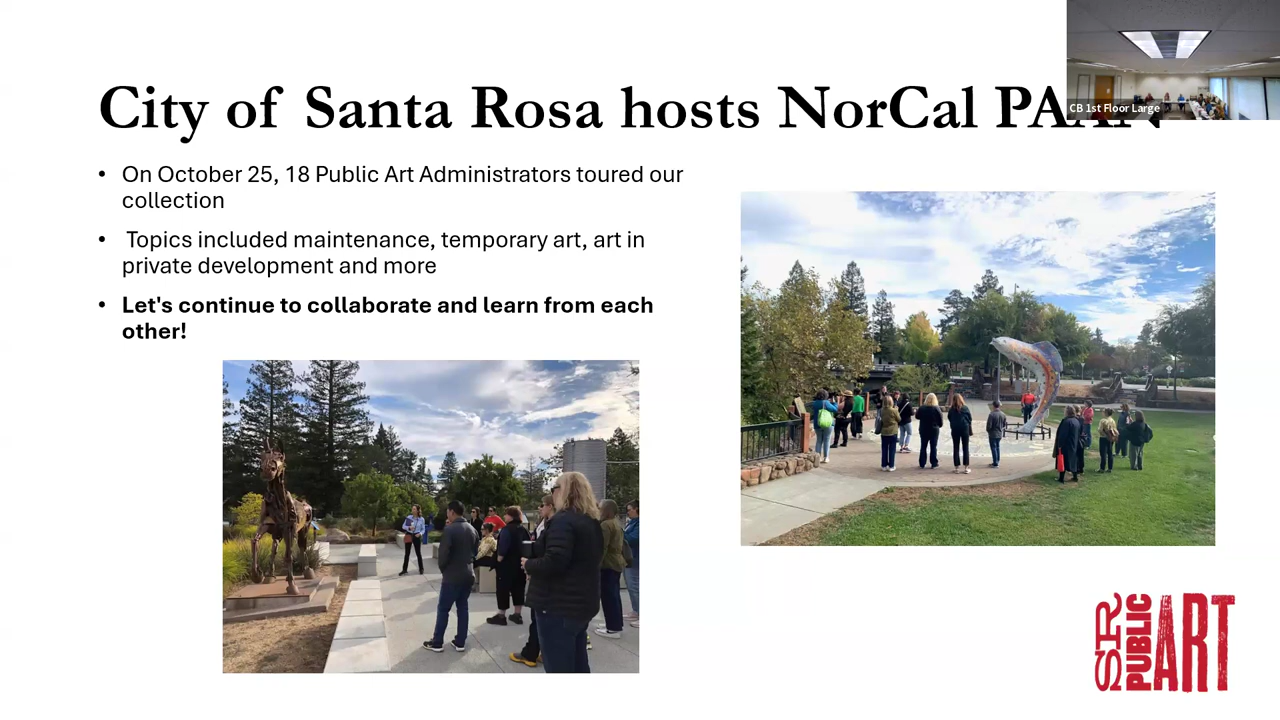 City of Santa Rosa hosts NorCal PAAN
CB 1st Floor Large
• On October 25, 18 Public Art Administrators toured our
collection
• Topics included maintenance, temporary art, art in
private development and more
• Let's continue to collaborate and learn from each
other!
SR
PUBLIC
ART